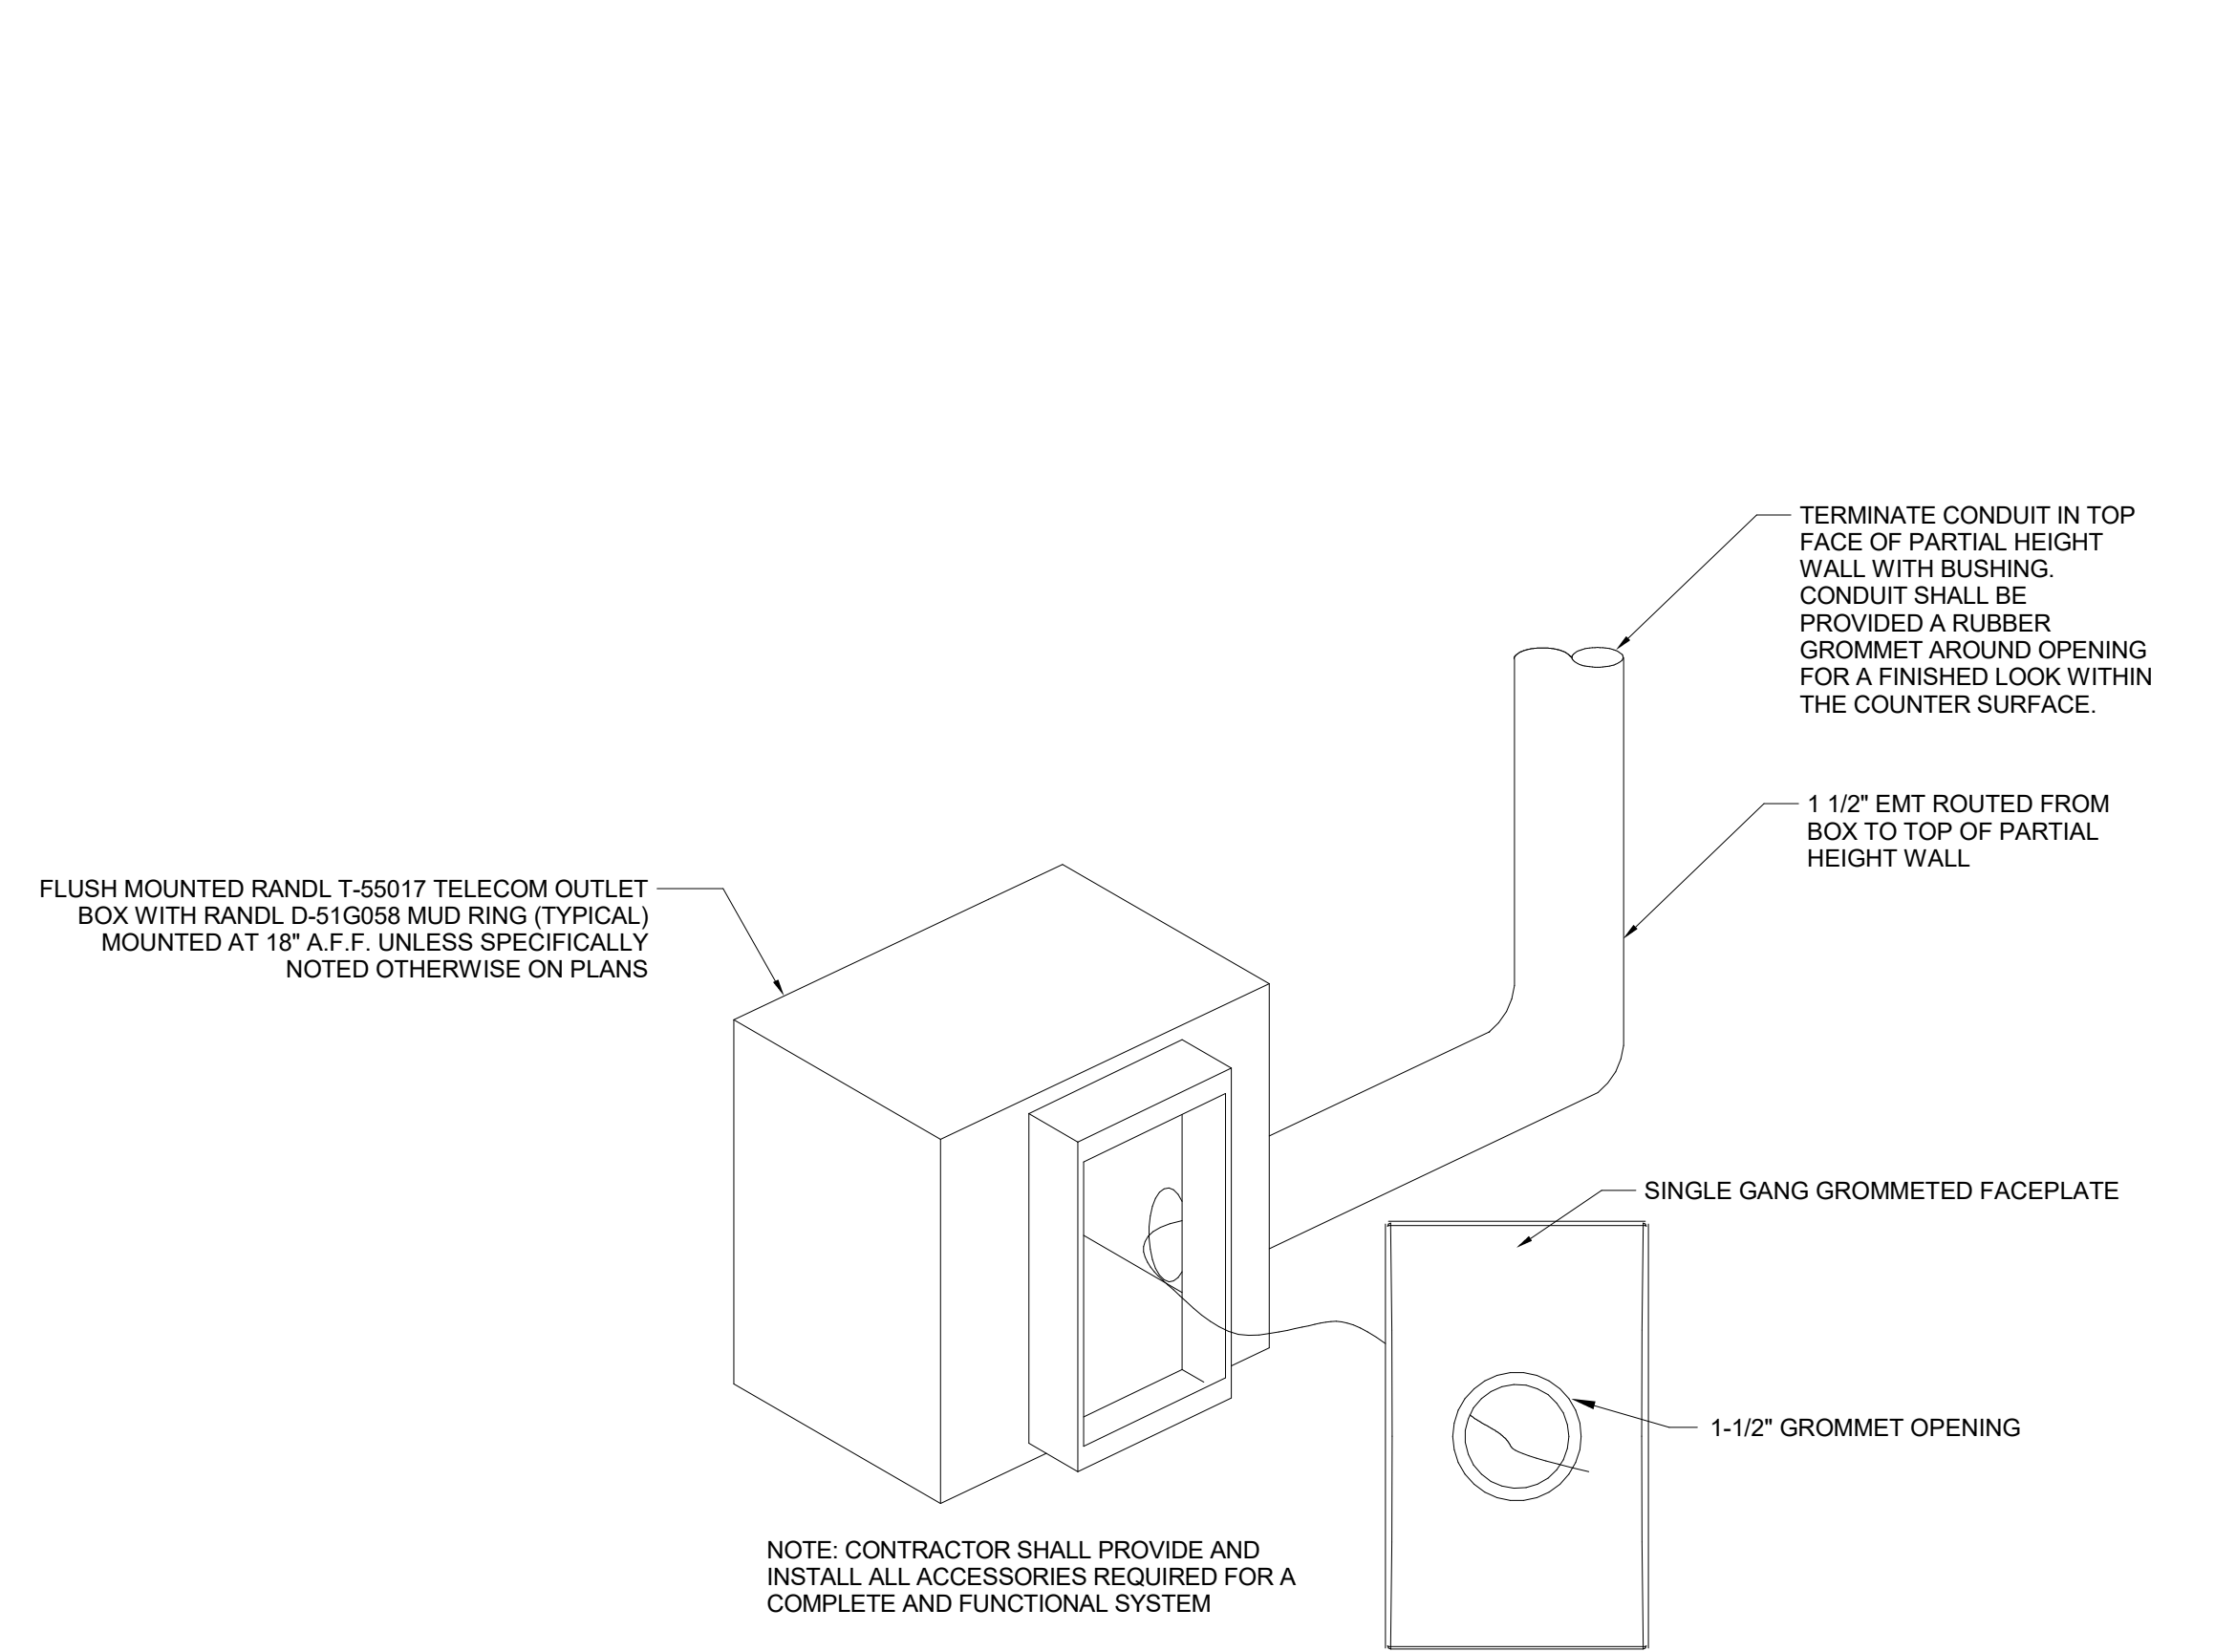 TERMINATE CONDUIT IN TOP
FACE OF PARTIAL HEIGHT
WALL WITH BUSHING.
CONDUIT SHALL BE
PROVIDED A RUBBER
GROMMET AROUND OPENING
FOR A FINISHED LOOK WITHIN
THE COUNTER SURFACE.
1 1/2" EMT ROUTED FROM
BOX TO TOP OF PARTIAL
HEIGHT WALL
FLUSH MOUNTED RANDL T-55017 TELECOM OUTLET
BOX WITH RANDL D-51G058 MUD RING (TYPICAL)
MOUNTED AT 18" A.F.F. UNLESS SPECIFICALLY
NOTED OTHERWISE ON PLANS
SINGLE GANG GROMMETED FACEPLATE
1-1/2" GROMMET OPENING
NOTE: CONTRACTOR SHALL PROVIDE AND
INSTALL ALL ACCESSORIES REQUIRED FOR A
COMPLETE AND FUNCTIONAL SYSTEM